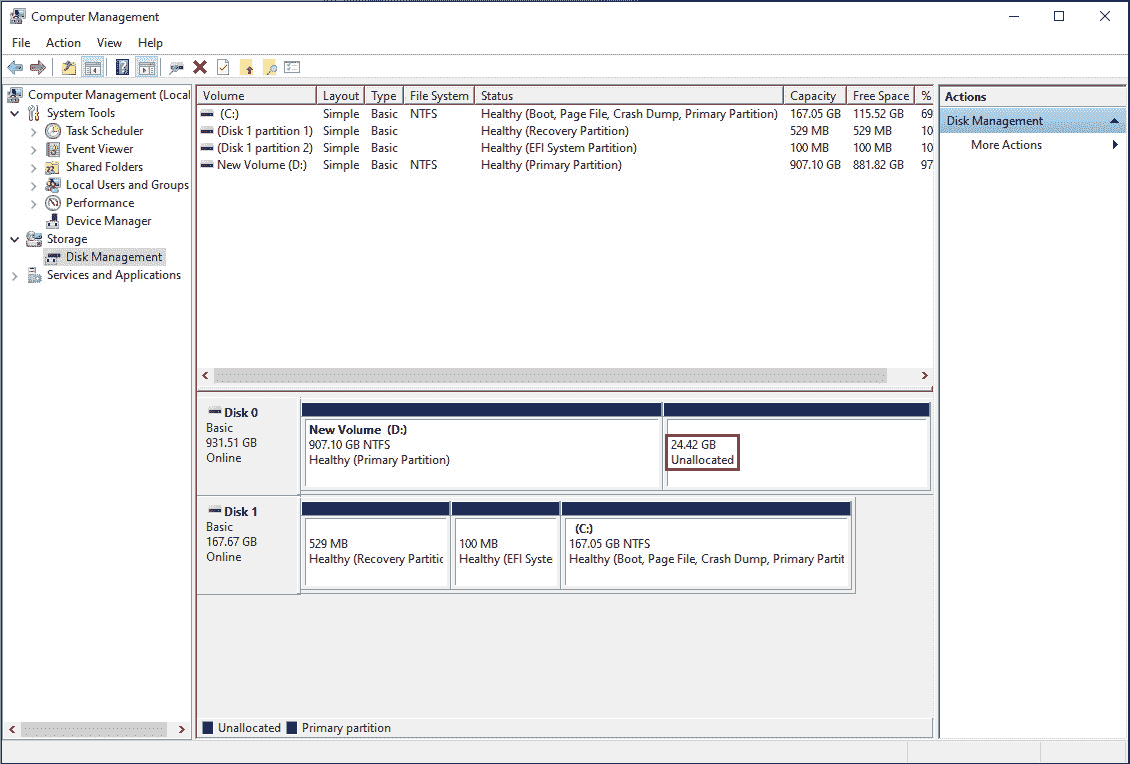 Computer Management
File Action View Help
Computer Management (Local
System Tools
Task Scheduler
Event Viewer
Shared Folders
Local Users and Groups
Performance
Device Manager
Storage
Disk Management
Services and Applications
Volume Layout Type File System Status Capacity Free Space %
(C:) Simple Basic NTFS Healthy (Boot, Page File, Crash Dump, Primary Partition) 167.05 GB 115.52 GB 69
(Disk 1 partition 1) Simple Basic Healthy (Recovery Partition) 529 MB 529 MB 10
(Disk 1 partition 2) Simple Basic Healthy (EFI System Partition) 100 MB 100 MB 10
New Volume (D:) Simple Basic NTFS Healthy (Primary Partition) 907.10 GB 881.82 GB 97
Disk 0
Basic
931.51 GB
Online
New Volume (D:)
907.10 GB NTFS
Healthy (Primary Partition)
24.42 GB
Unallocated
Disk 1
Basic
167.67 GB
Online
529 MB
Healthy (Recovery Partitic
100 MB
Healthy (EFI Syste
(C:)
167.05 GB NTFS
Healthy (Boot, Page File, Crash Dump, Primary Partit
Unallocated Primary partition
Actions
Disk Management
More Actions